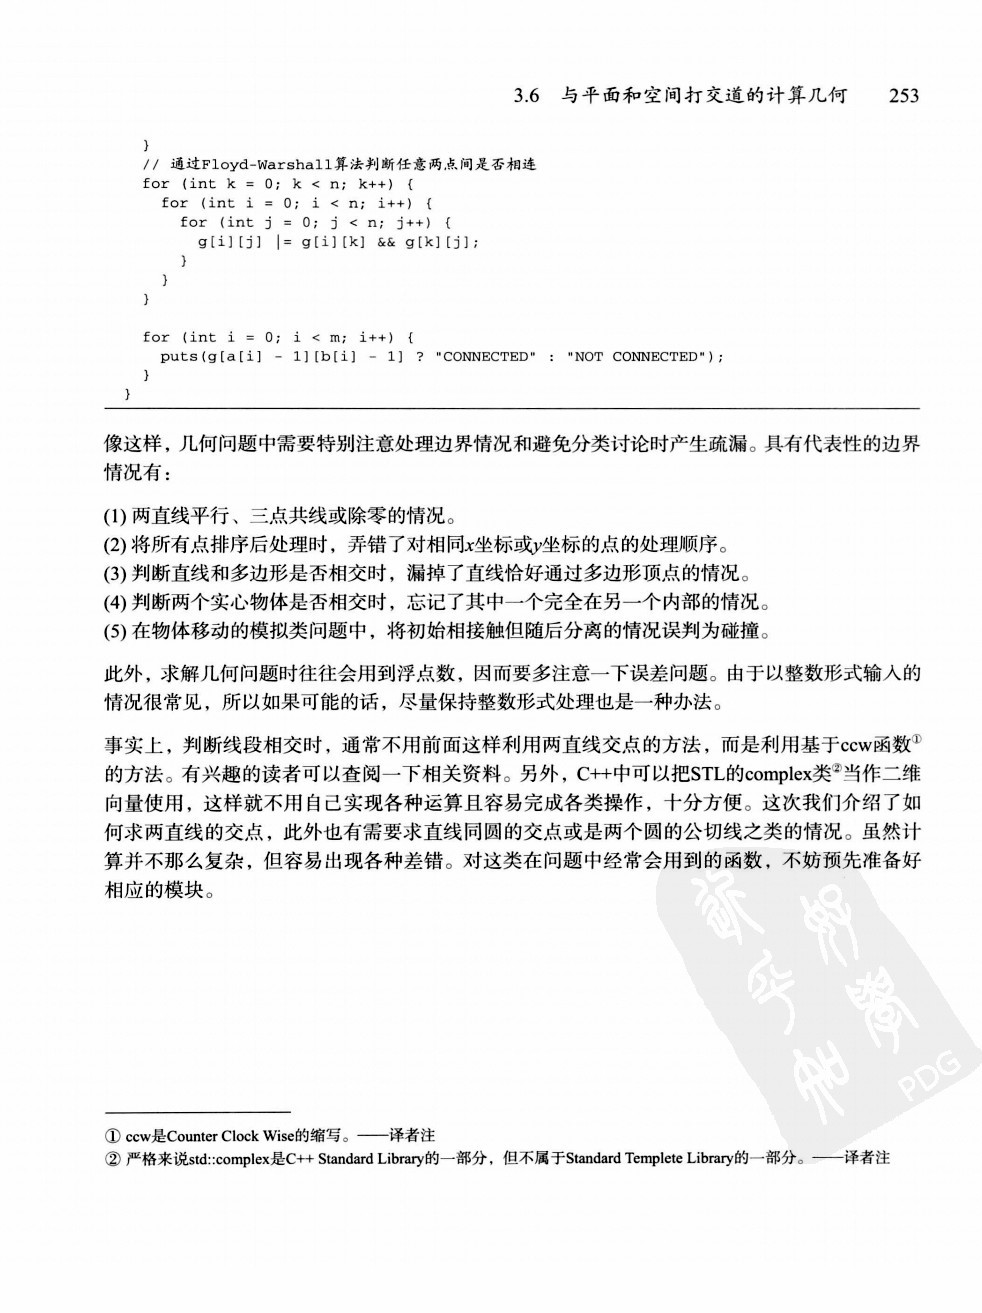 3.6 与平面和空间打交道的计算几何 253
}
// 通过Floyd-Warshall算法判断任意两点间是否相连
for (int k = 0; k < n; k++) {
for (int i = 0; i < n; i++) {
for (int j = 0; j < n; j++) {
g[i][j] |= g[i][k] && g[k][j];
}
}
}
for (int i = 0; i < m; i++) {
puts(g[a[i] - 1][b[i] - 1] ? "CONNECTED" : "NOT CONNECTED");
}
}
像这样，几何问题中需要特别注意处理边界情况和避免分类讨论时产生疏漏。具有代表性的边界
情况有：
(1) 两直线平行、三点共线或除零的情况。
(2) 将所有点排序后处理时，弄错了对相同x坐标或y坐标的点的处理顺序。
(3) 判断直线和多边形是否相交时，漏掉了直线恰好通过多边形顶点的情况。
(4) 判断两个实心物体是否相交时，忘记了其中一个完全在另一个内部的情况。
(5) 在物体移动的模拟类问题中，将初始相接触但随后分离的情况误判为碰撞。
此外，求解几何问题时往往会用到浮点数，因而要多注意一下误差问题。由于以整数形式输入的
情况很常见，所以如果可能的话，尽量保持整数形式处理也是一种办法。
事实上，判断线段相交时，通常不用前面这样利用两直线交点的方法，而是利用基于ccw函数①
的方法。有兴趣的读者可以查阅一下相关资料。另外，C++中可以把STL的complex类②当作二维
向量使用，这样就不用自己实现各种运算且容易完成各类操作，十分方便。这次我们介绍了如
何求两直线的交点，此外也有需要求直线同圆的交点或是两个圆的公切线之类的情况。虽然计
算并不那么复杂，但容易出现各种差错。对这类在问题中经常会用到的函数，不妨预先准备好
相应的模块。
PDG
① ccw是Counter Clock Wise的缩写。——译者注
② 严格来说std::complex是C++ Standard Library的一部分，但不属于Standard Templete Library的一部分。——译者注